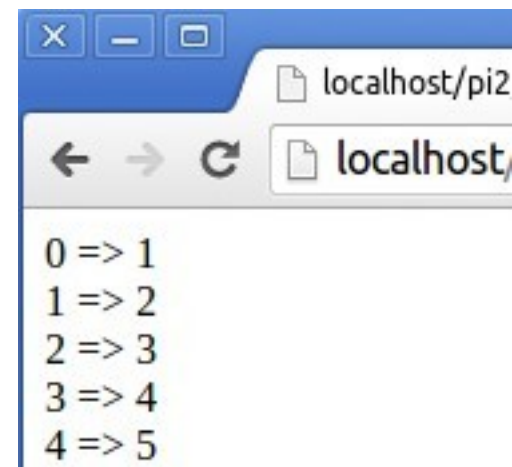 localhost/pi2
localhost/
0 => 1
1 => 2
2 => 3
3 => 4
4 => 5